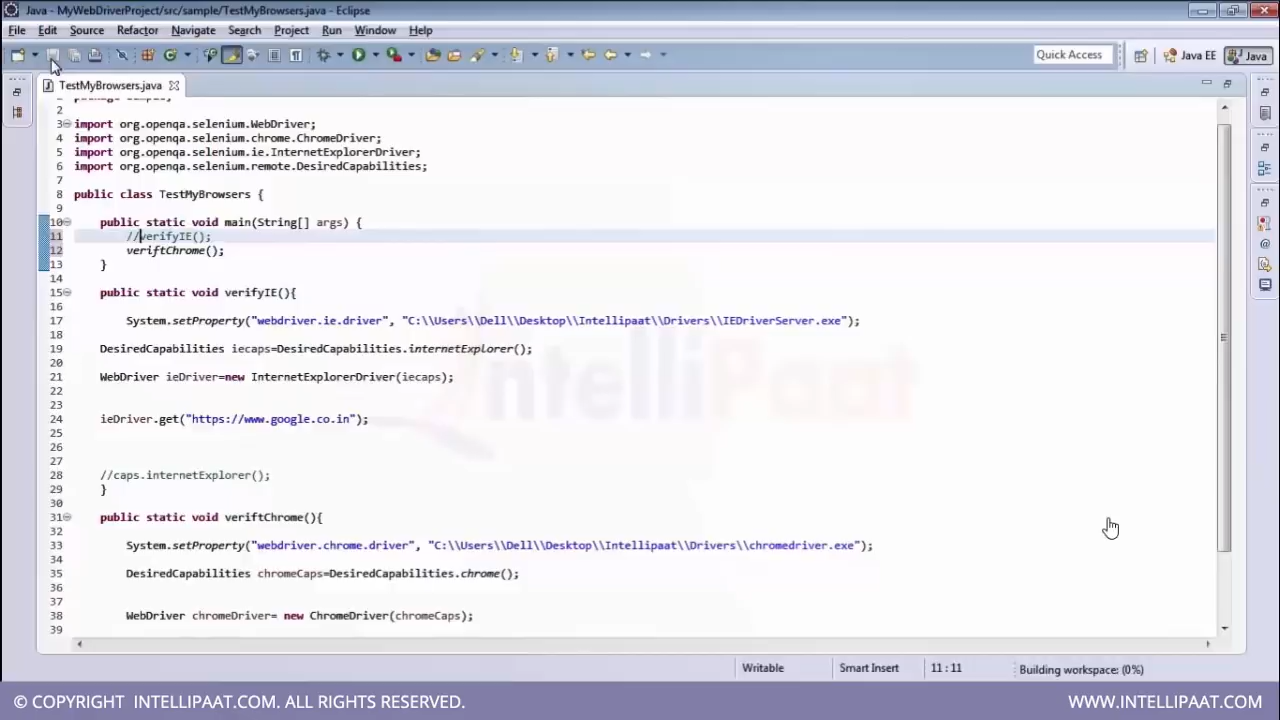 Java - MyWebDriverProject/src/sample/TestMyBrowsers.java - Eclipse
File Edit Source Refactor Navigate Search Project Run Window Help
Quick Access Java EE Java
TestMyBrowsers.java
2
3 import org.openqa.selenium.WebDriver;
4 import org.openqa.selenium.chrome.ChromeDriver;
5 import org.openqa.selenium.ie.InternetExplorerDriver;
6 import org.openqa.selenium.remote.DesiredCapabilities;
7
8 public class TestMyBrowsers {
9
10 public static void main(String[] args) {
11 //verifyIE();
12 veriftChrome();
13 }
14
15 public static void verifyIE(){
16
17 System.setProperty("webdriver.ie.driver", "C:\\Users\\Dell\\Desktop\\Intellipaat\\Drivers\\IEDriverServer.exe");
18
19 DesiredCapabilities iecaps=DesiredCapabilities.internetExplorer();
20
21 WebDriver ieDriver=new InternetExplorerDriver(iecaps);
22
23
24 ieDriver.get("https://www.google.co.in");
25
26
27
28 //caps.internetExplorer();
29 }
30
31 public static void veriftChrome(){
32
33 System.setProperty("webdriver.chrome.driver", "C:\\Users\\Dell\\Desktop\\Intellipaat\\Drivers\\chromedriver.exe");
34
35 DesiredCapabilities chromeCaps=DesiredCapabilities.chrome();
36
37
38 WebDriver chromeDriver= new ChromeDriver(chromeCaps);
39
IntelliPaat
Writable Smart Insert 11 : 11 Building workspace: (0%)
© COPYRIGHT INTELLIPAAT.COM. ALL RIGHTS RESERVED. WWW.INTELLIPAAT.COM